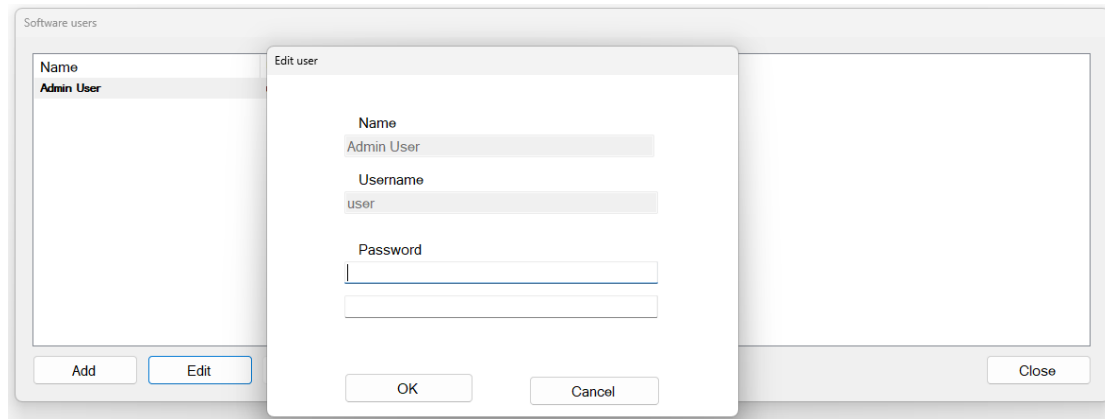 Software users
Name
Admin User
Edit user
Name
Admin User
Username
user
Password
OK
Cancel
Add
Edit
Close